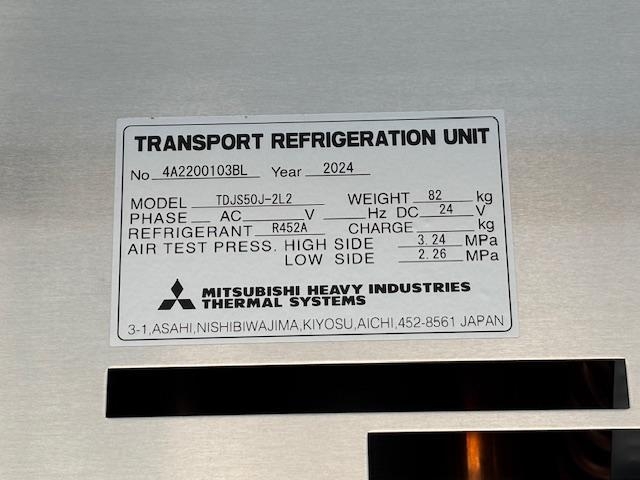 TRANSPORT REFRIGERATION UNIT
No 4A2200103BL Year 2024
MODEL TDJS50J-2L2 WEIGHT 82 kg
PHASE AC V Hz DC 24 V
REFRIGERANT R452A CHARGE kg
AIR TEST PRESS. HIGH SIDE 3.24 MPa
LOW SIDE 2.26 MPa
MITSUBISHI HEAVY INDUSTRIES
THERMAL SYSTEMS
3-1,ASAHI,NISHIBIWAJIMA,KIYOSU,AICHI,452-8561 JAPAN